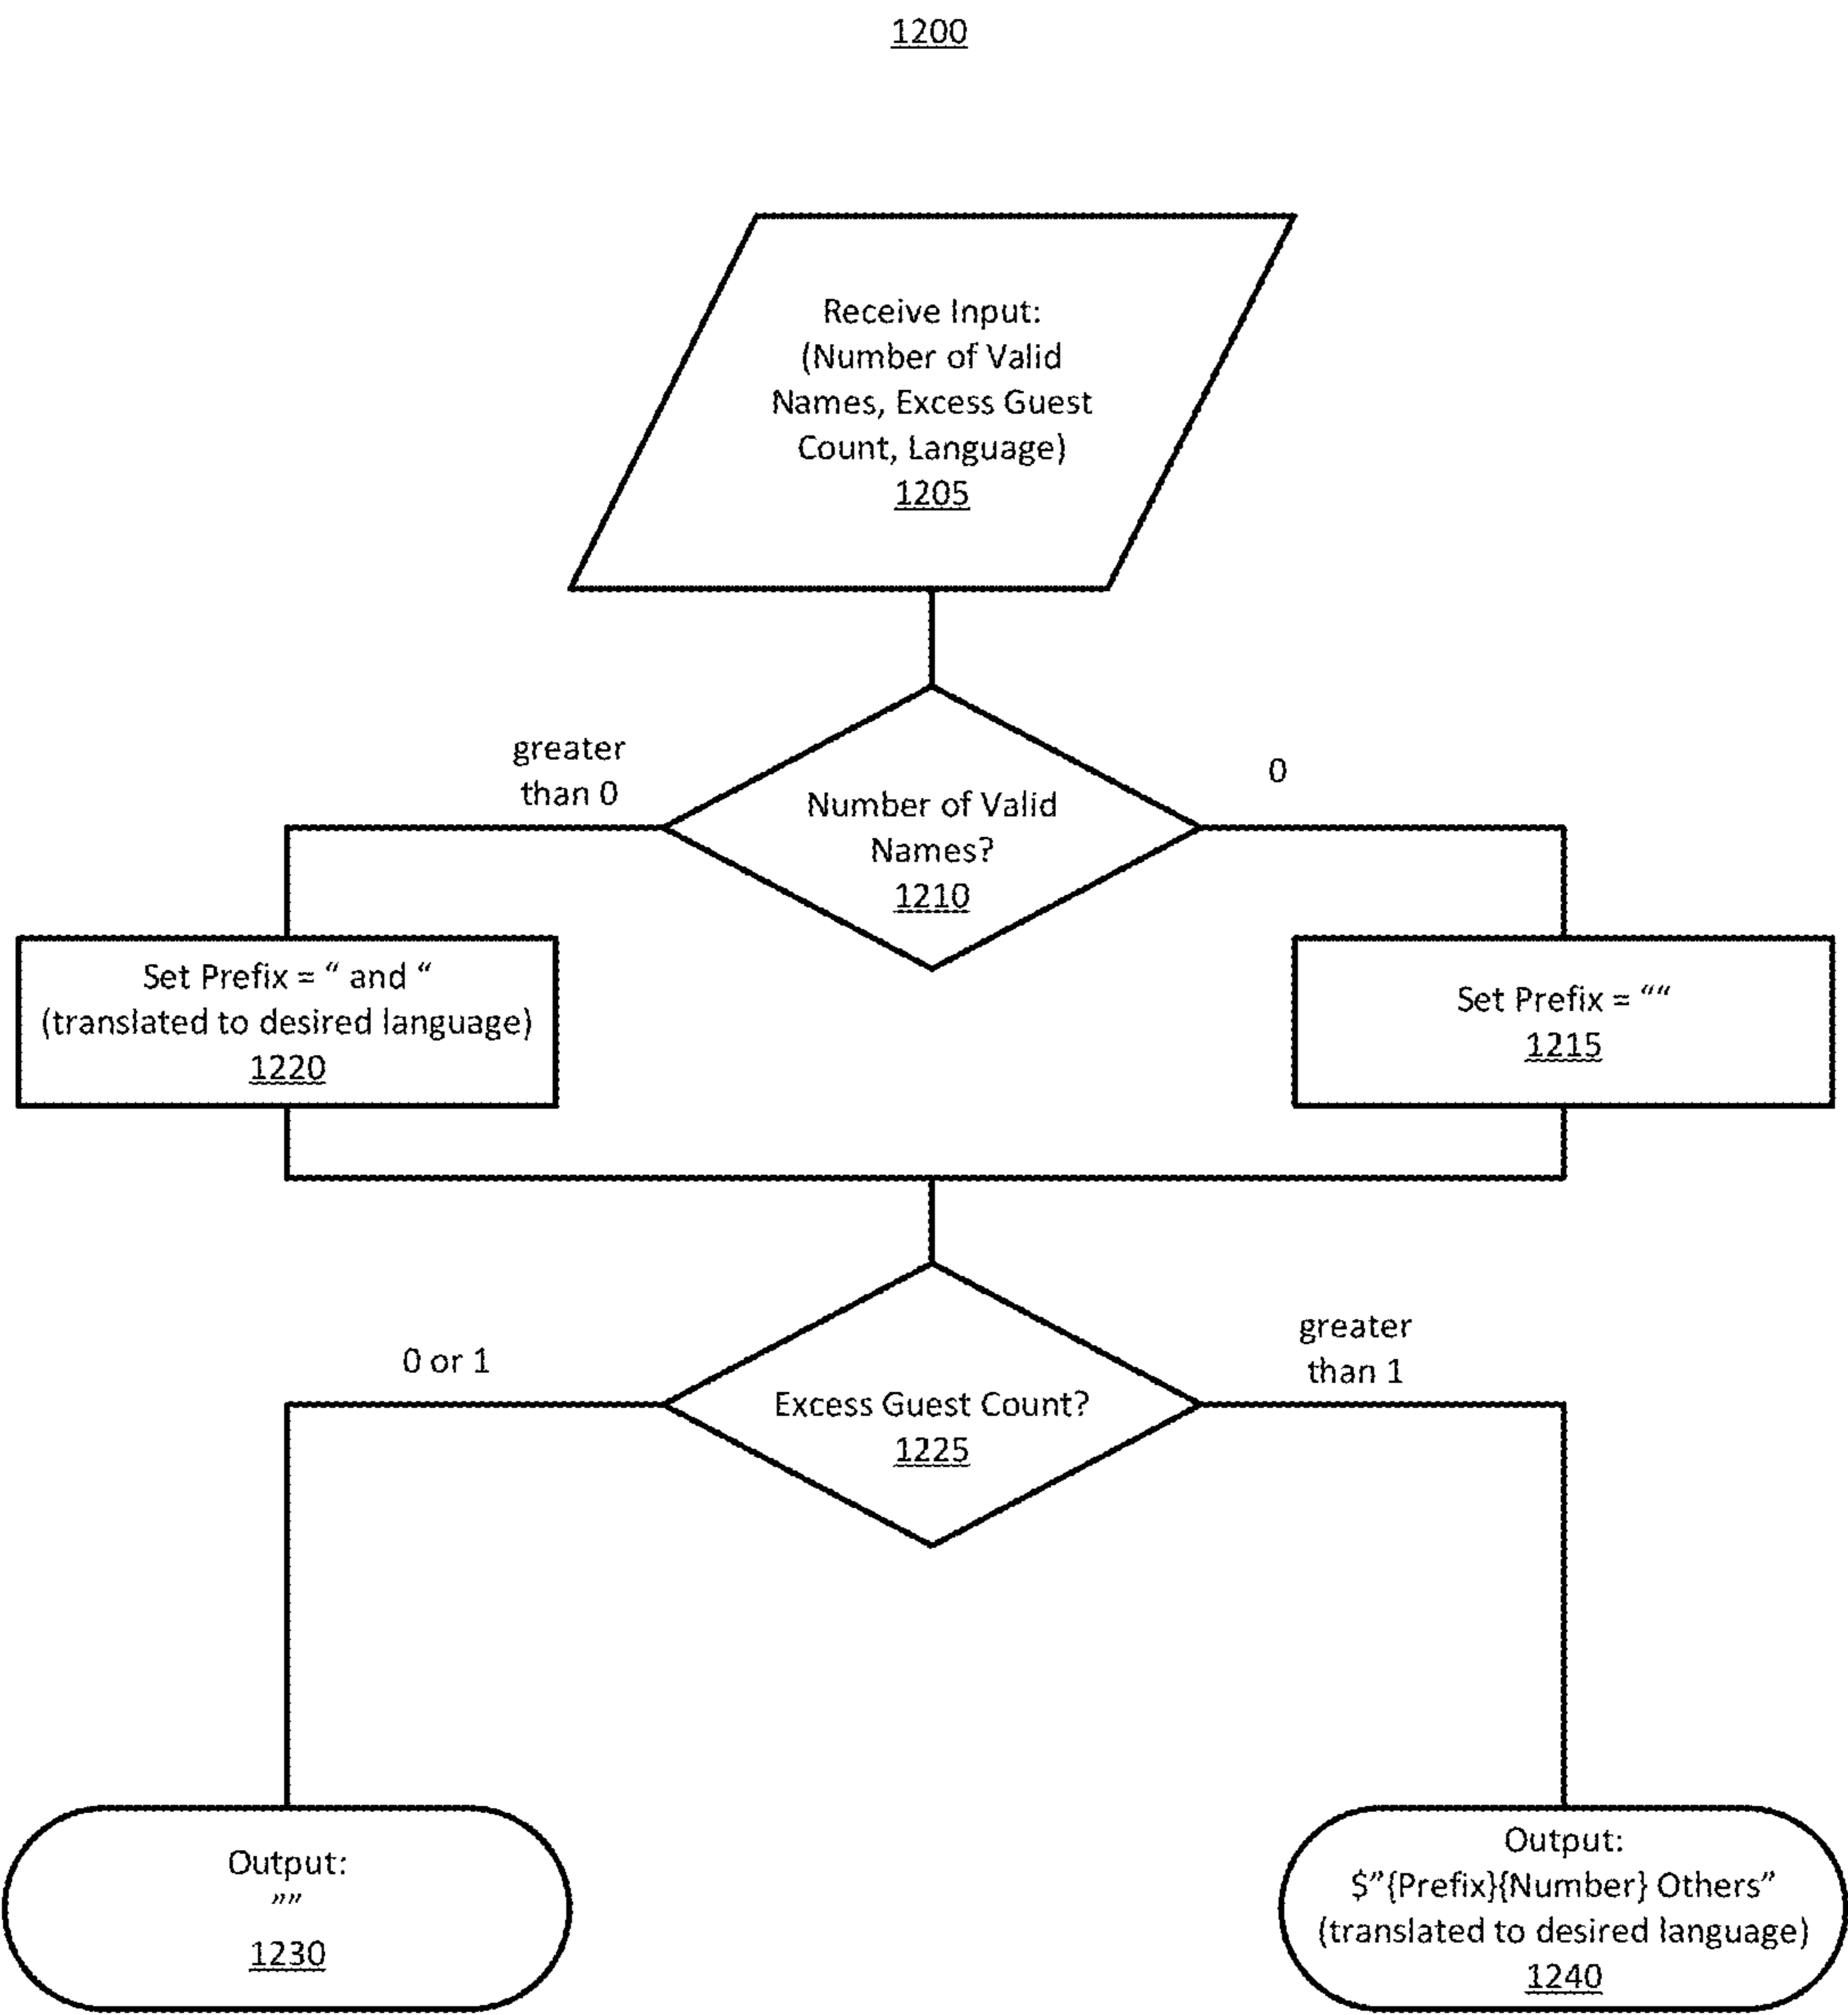 1200
Receive Input:
(Number of Valid
Names, Excess Guest
Count, Language)
1205
greater
than 0
0
Number of Valid
Names?
1210
Set Prefix = “ and “
(translated to desired language)
1220
Set Prefix = ““
1215
0 or 1
greater
than 1
Excess Guest Count?
1225
Output:
””
1230
Output:
$”{Prefix}{Number} Others”
(translated to desired language)
1240